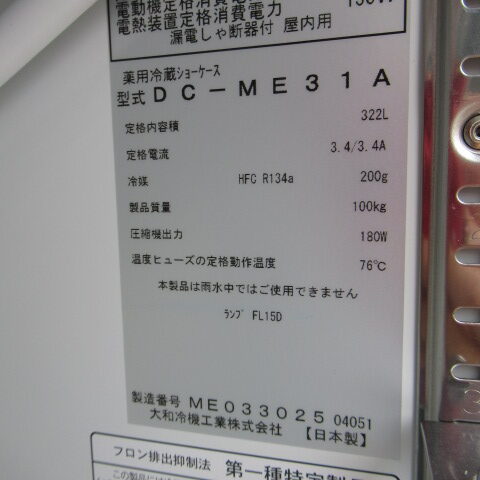 電動機定格消費電
電熱装置定格消費電力
漏電しゃ断器付 屋内用
薬用冷蔵ショーケース
型式 DC-ME31A
定格内容積 322L
定格電流 3.4/3.4A
冷媒 HFC R134a 200g
製品質量 100kg
圧縮機出力 180W
温度ヒューズの定格動作温度 76℃
本製品は雨水中ではご使用できません
ランプ FL15D
製造番号 ME033025 04051
大和冷機工業株式会社 【日本製】
フロン排出抑制法 第一種特定製